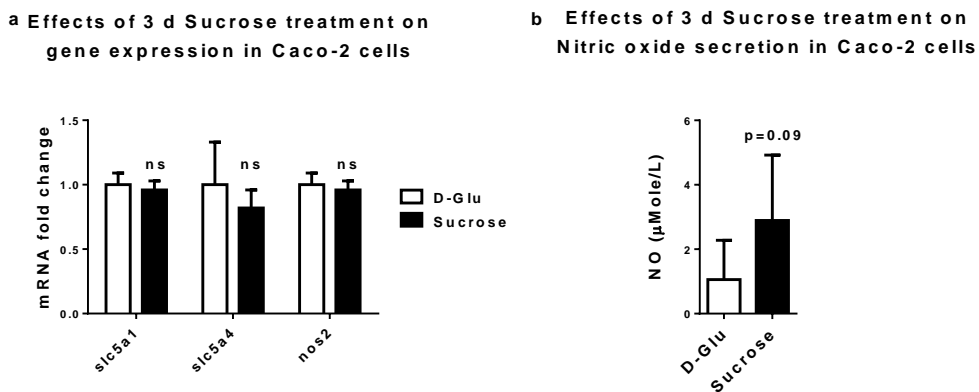 a Effects of 3 d Sucrose treatment on
gene expression in Caco-2 cells
1.5
1.0
0.5
0.0
mRNA fold change
ns
ns
ns
slc5a1
slc5a4
nos2
D-Glu
Sucrose
b Effects of 3 d Sucrose treatment on
Nitric oxide secretion in Caco-2 cells
6
4
2
0
NO (μMole/L)
p=0.09
D-Glu
Sucrose